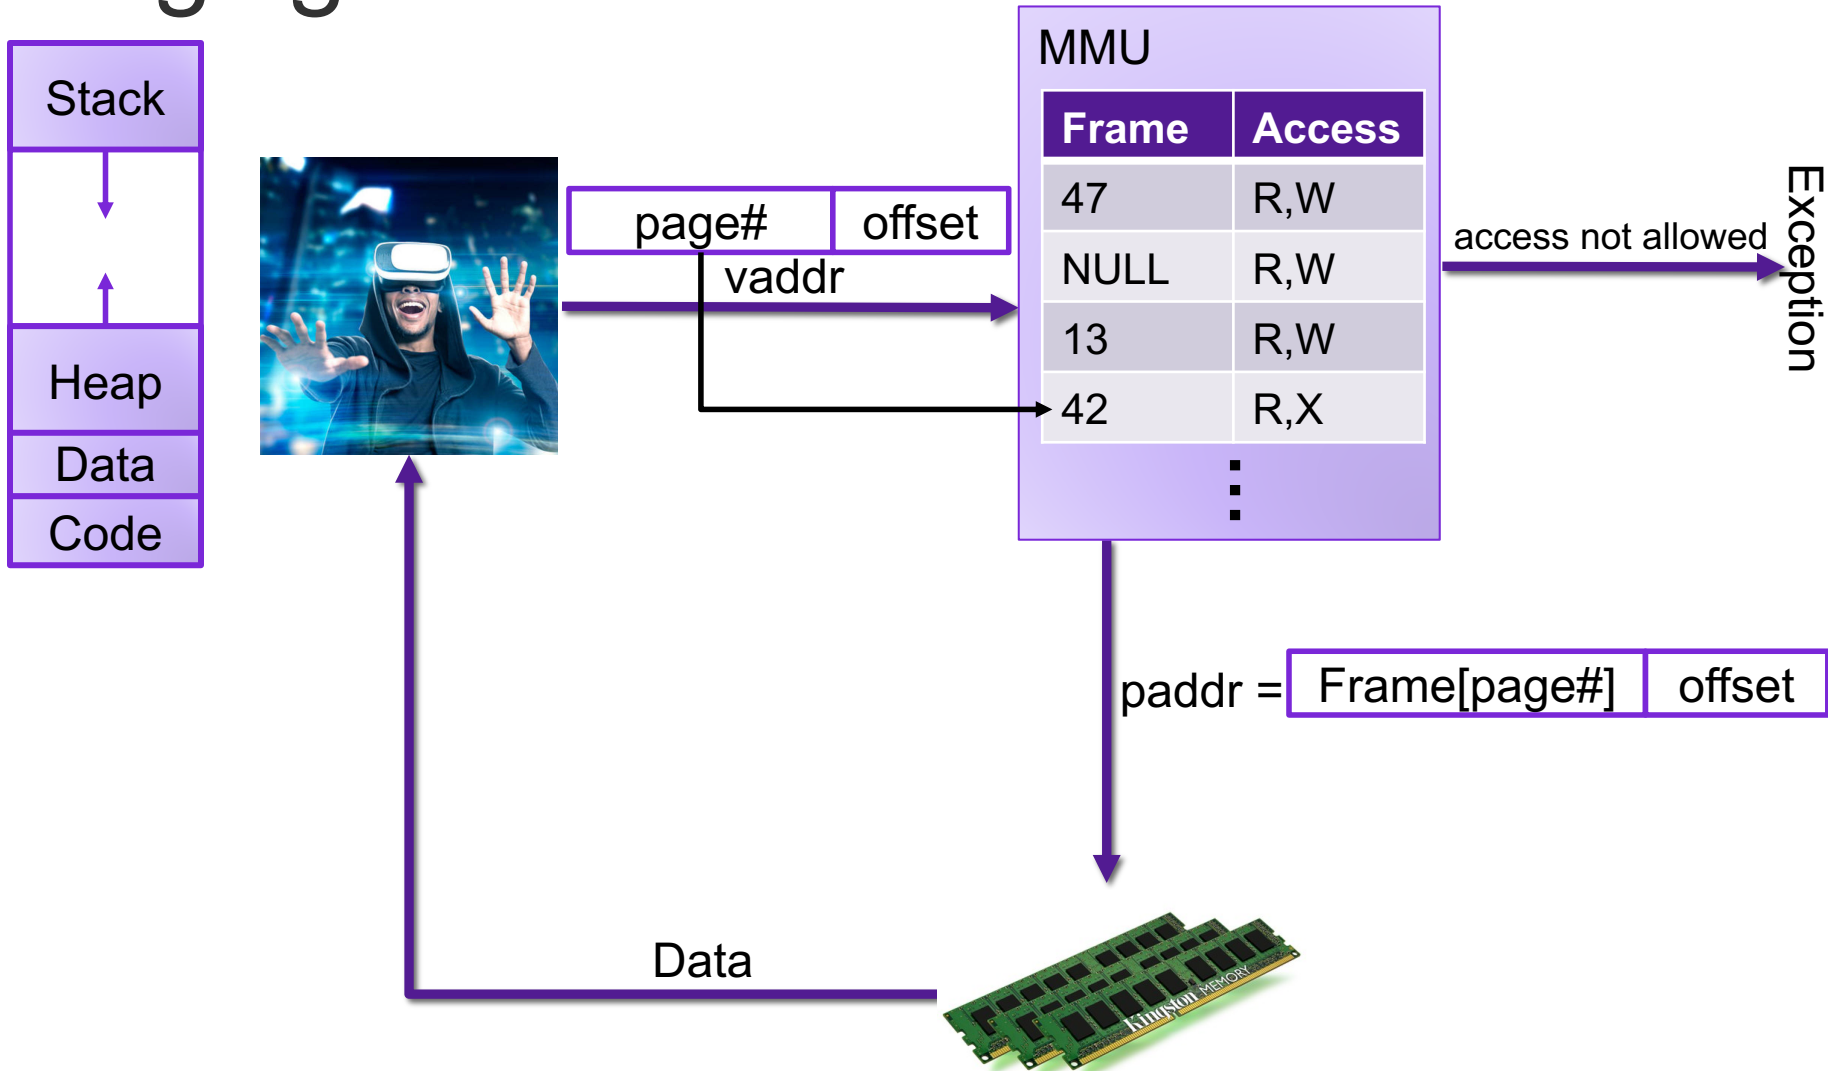 Stack
Heap
Data
Code
page# offset
vaddr
MMU
Frame Access
47 R,W
NULL R,W
13 R,W
42 R,X
access not allowed
Exception
paddr = Frame[page#] offset
Data
Kingston MEMORY